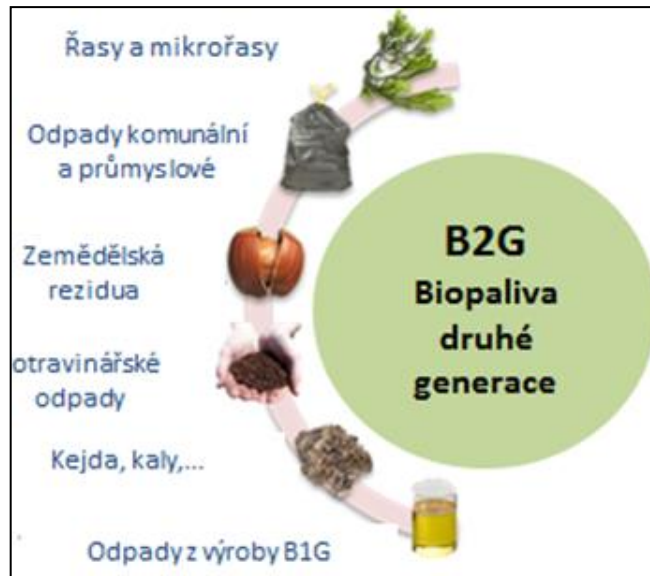 Řasy a mikrořasy
Odpady komunální
a průmyslové
Zemědělská
rezidua
otravinářské
odpady
Kejda, kaly,...
Odpady z výroby B1G
B2G
Biopaliva
druhé
generace